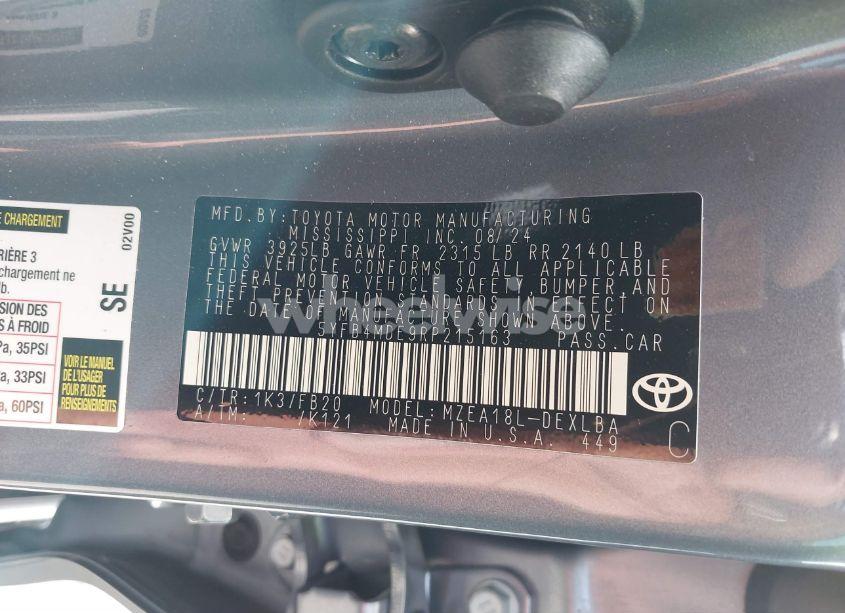 E CHARGEMENT
RIÈRE 3
chargement ne
lb.
SION DES
S À FROID
Pa, 35PSI
a, 33PSI
a, 60PSI
VOIR LE MANUEL
DE L'USAGER
POUR PLUS DE
RENSEIGNEMENTS
02V00
SE
MFD.BY:TOYOTA MOTOR MANUFACTURING
MISSISSIPPI INC. 08/24
GVWR 3925LB GAWR FR 2315 LB RR 2140 LB
THIS VEHICLE CONFORMS TO ALL APPLICABLE
FEDERAL MOTOR VEHICLE SAFETY, BUMPER AND
THEFT PREVENTION STANDARDS IN EFFECT ON
THE DATE OF MANUFACTURE SHOWN ABOVE.
5YFB4MDE9RP215163 PASS.CAR
C/TR:1K3/FB20 MODEL:MZEA18L-DEXLBA
A/TM: /K121 MADE IN U.S.A. 449
TOYOTA
C
wheelwise